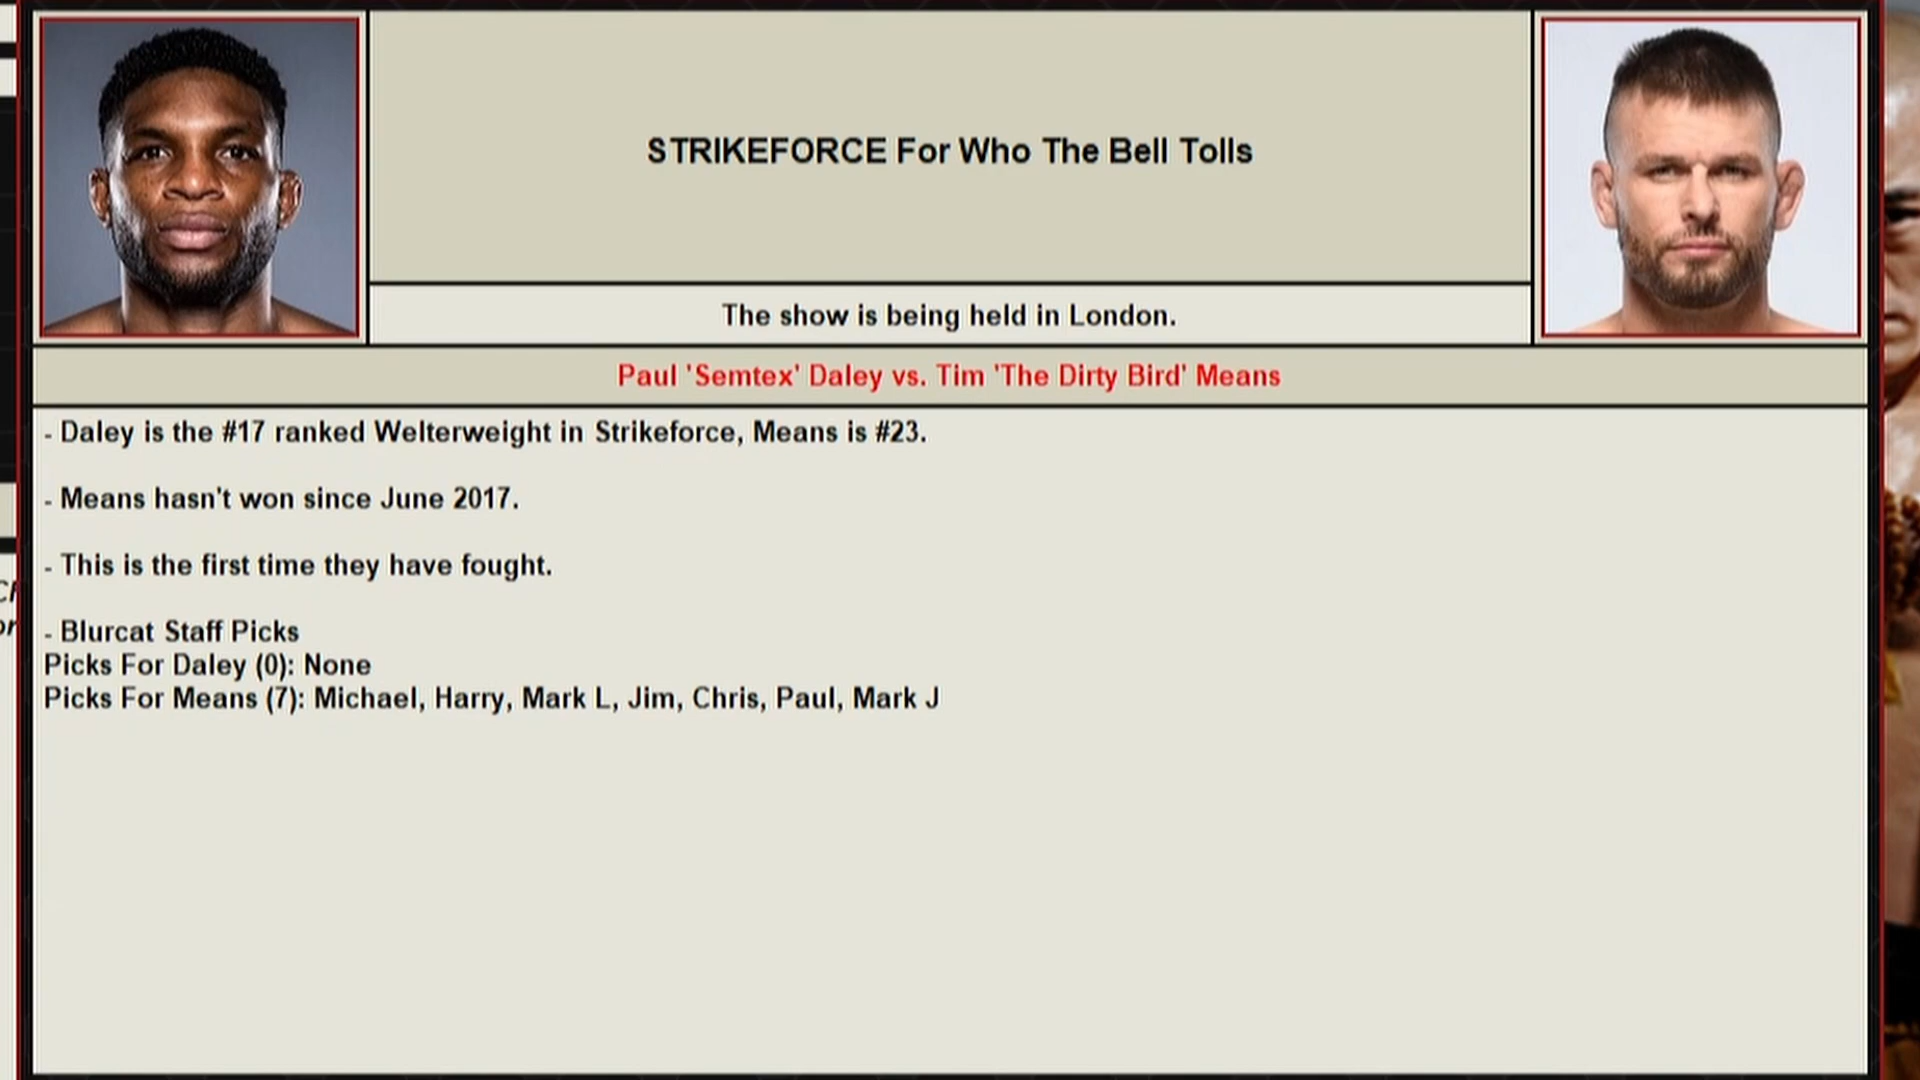 STRIKEFORCE For Who The Bell Tolls
The show is being held in London.
Paul 'Semtex' Daley vs. Tim 'The Dirty Bird' Means
- Daley is the #17 ranked Welterweight in Strikeforce, Means is #23.
- Means hasn't won since June 2017.
- This is the first time they have fought.
- Blurcat Staff Picks
Picks For Daley (0): None
Picks For Means (7): Michael, Harry, Mark L, Jim, Chris, Paul, Mark J